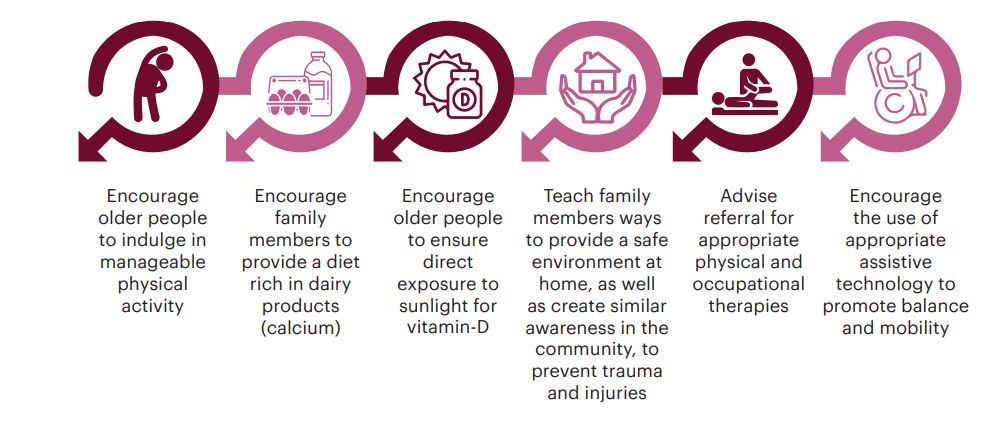 D
Encourage
older people
to indulge in
manageable
physical
activity
Encourage
family
members to
provide a diet
rich in dairy
products
(calcium)
Encourage
older people
to ensure
direct
exposure to
sunlight for
vitamin-D
Teach family
members ways
to provide a safe
environment at
home, as well
as create similar
awareness in the
community, to
prevent trauma
and injuries
Advise
referral for
appropriate
physical and
occupational
therapies
Encourage
the use of
appropriate
assistive
technology to
promote balance
and mobility